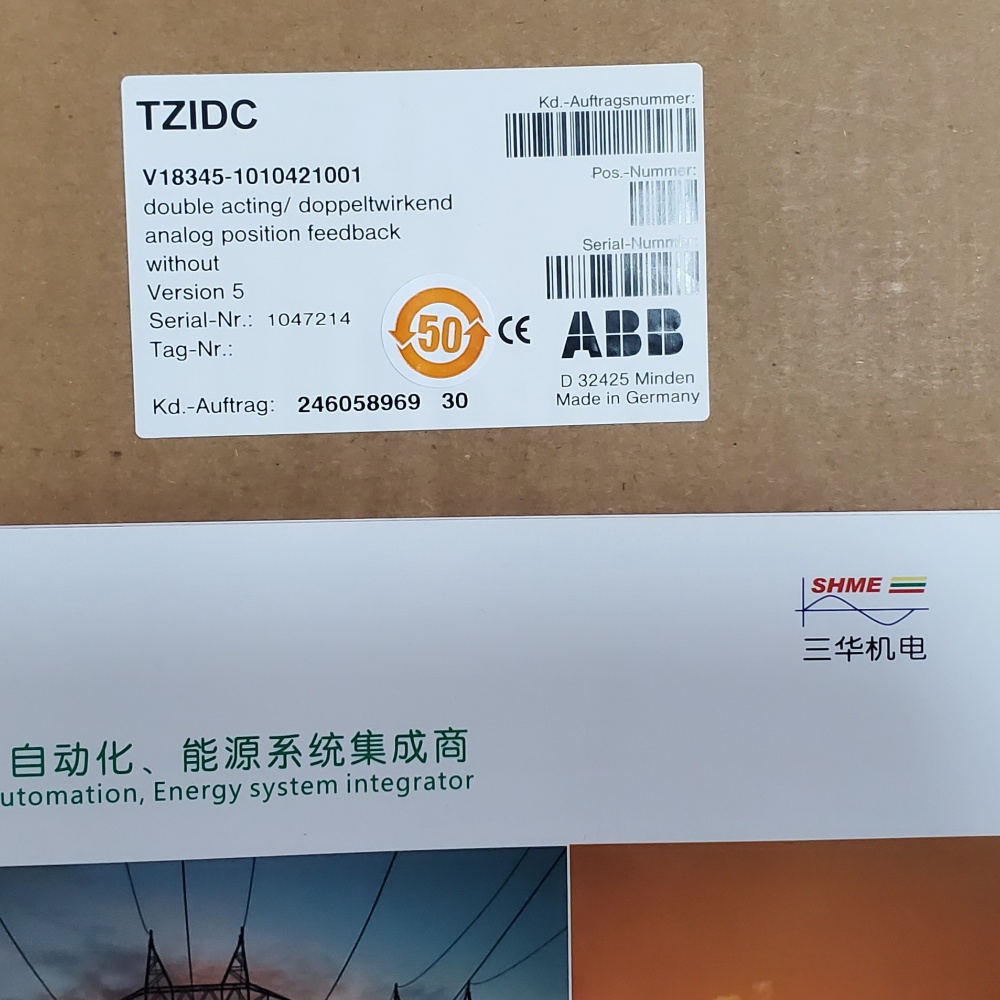 TZIDC
V18345-1010421001
double acting/ doppeltwirkend
analog position feedback
without
Version 5
Serial-Nr.: 1047214
Tag-Nr.:
Kd.-Auftrag: 246058969 30
Kd.-Auftragsnummer:
Pos.-Nummer:
Serial-Nummer:
50
CE
ABB
D 32425 Minden
Made in Germany
SHME
三华机电
自动化、能源系统集成商
utomation, Energy system integrator